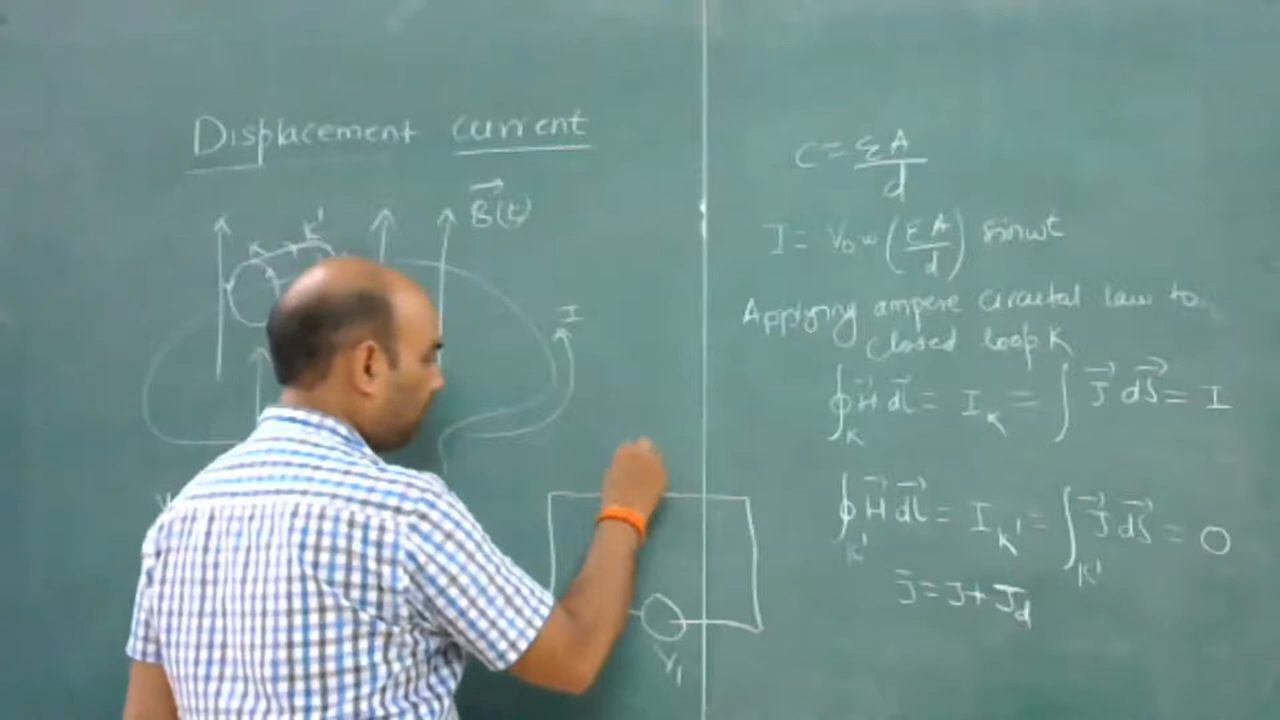 Displacement current
K K' B⃗(t)
I
V₁
C = εA/d
I = V₀ω (εA/d) sinωt
Applying ampere circuital law to
closed loop K
∮_K H⃗ dl⃗ = I_K = ∫ J⃗ dS⃗ = I
∮_K' H⃗ dl⃗ = I_K' = ∫_K' J⃗ dS⃗ = 0
J̄ = J + J_d